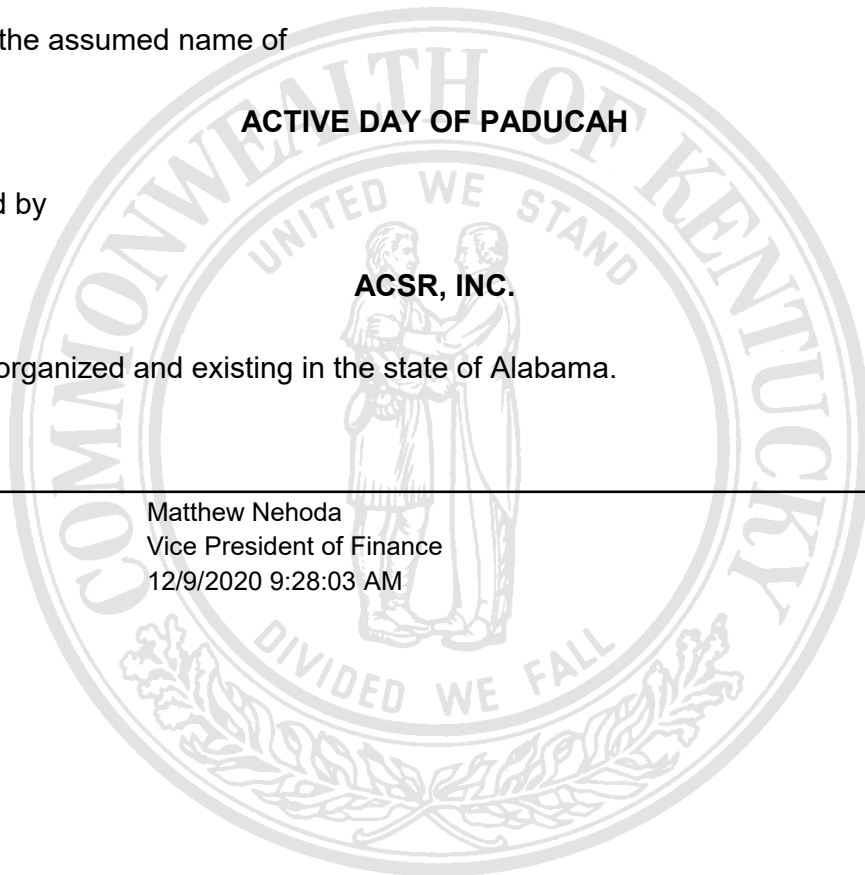 the assumed name of
ACTIVE DAY OF PADUCAH
d by
ACSR, INC.
organized and existing in the state of Alabama.
Matthew Nehoda
Vice President of Finance
12/9/2020 9:28:03 AM
COMMONWEALTH OF KENTUCKY
UNITED WE STAND
DIVIDED WE FALL